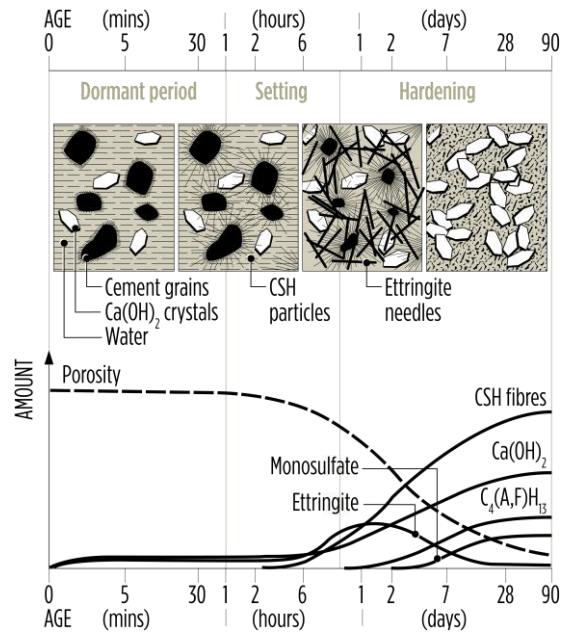 AGE (mins) (hours) (days)
0 5 30 1 2 6 1 2 7 28 90
Dormant period Setting Hardening
Cement grains
Ca(OH)2 crystals
Water
CSH
particles
Ettringite
needles
AMOUNT
Porosity
CSH fibres
Ca(OH)2
Monosulfate
Ettringite
C4(A,F)H13
0 5 30 1 2 6 1 2 7 28 90
AGE (mins) (hours) (days)